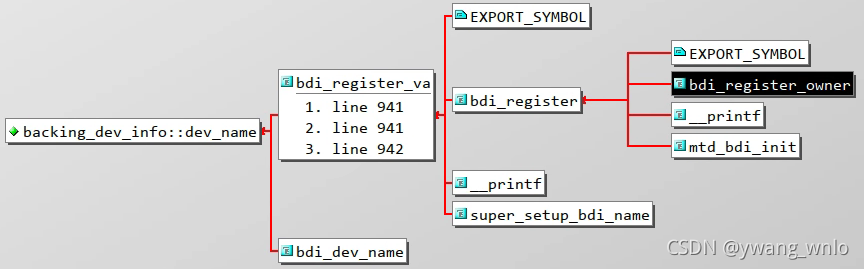 backing_dev_info::dev_name
bdi_register_va
1. line 941
2. line 941
3. line 942
bdi_dev_name
EXPORT_SYMBOL
bdi_register
__printf
super_setup_bdi_name
EXPORT_SYMBOL
bdi_register_owner
__printf
mtd_bdi_init
CSDN @ywang_wnlo